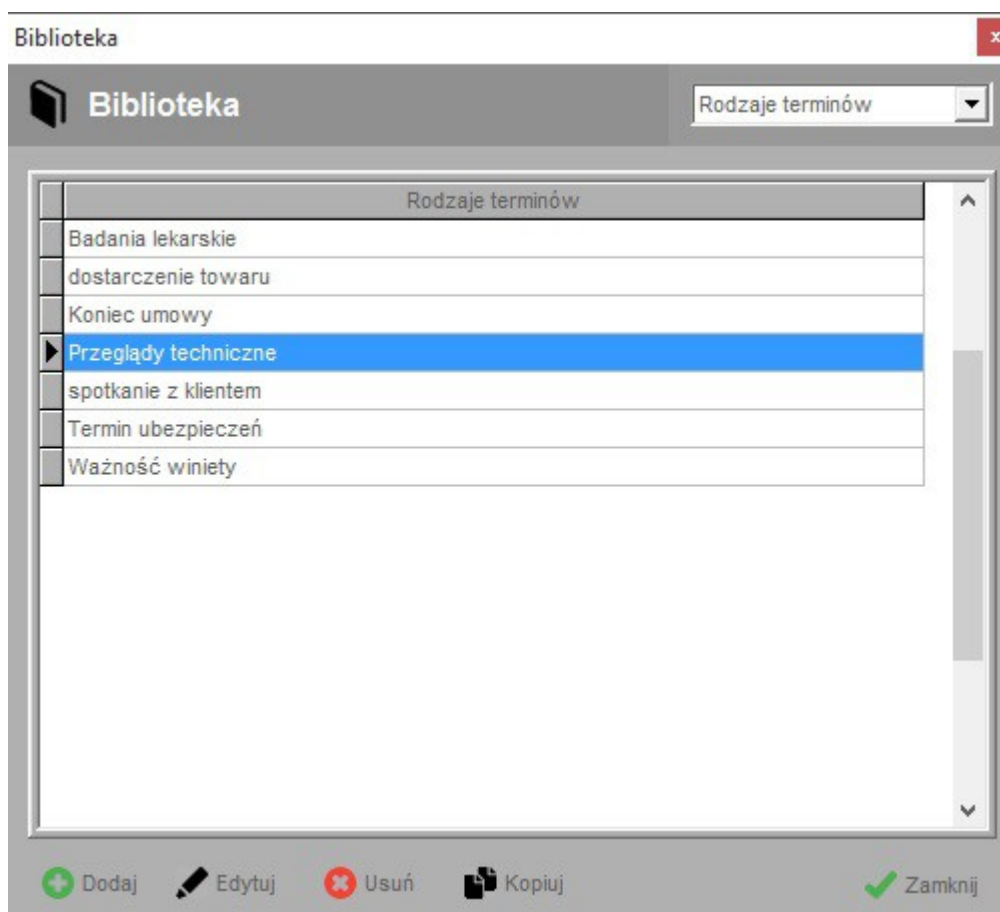 Biblioteka
Biblioteka
Rodzaje terminów
Rodzaje terminów
Badania lekarskie
dostarczenie towaru
Koniec umowy
Przeglądy techniczne
spotkanie z klientem
Termin ubezpieczeń
Ważność winiety
Dodaj Edytuj Usuń Kopiuj Zamknij